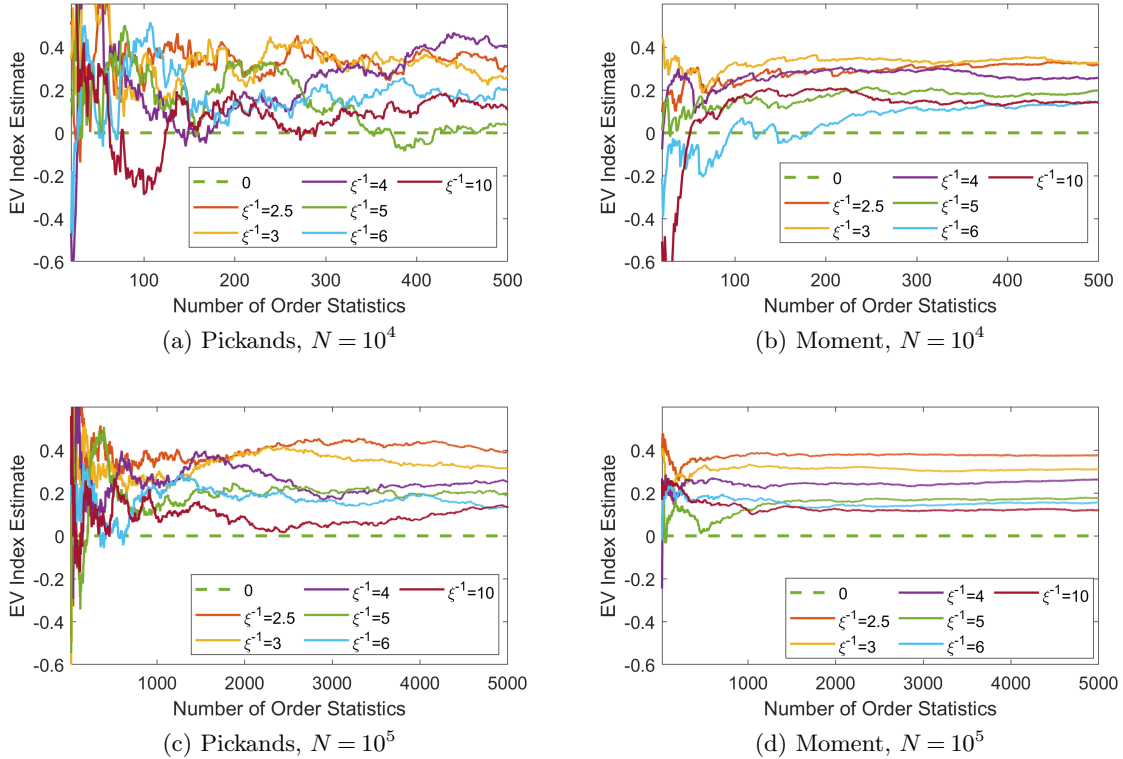 0.4
0.2
0
-0.2
-0.4
-0.6
EV Index Estimate
100 200 300 400 500
Number of Order Statistics
0 ξ⁻¹=4 ξ⁻¹=10
ξ⁻¹=2.5 ξ⁻¹=5
ξ⁻¹=3 ξ⁻¹=6
(a) Pickands, N = 10⁴
0.4
0.2
0
-0.2
-0.4
-0.6
EV Index Estimate
100 200 300 400 500
Number of Order Statistics
0 ξ⁻¹=4 ξ⁻¹=10
ξ⁻¹=2.5 ξ⁻¹=5
ξ⁻¹=3 ξ⁻¹=6
(b) Moment, N = 10⁴
0.4
0.2
0
-0.2
-0.4
-0.6
EV Index Estimate
1000 2000 3000 4000 5000
Number of Order Statistics
0 ξ⁻¹=4 ξ⁻¹=10
ξ⁻¹=2.5 ξ⁻¹=5
ξ⁻¹=3 ξ⁻¹=6
(c) Pickands, N = 10⁵
0.4
0.2
0
-0.2
-0.4
-0.6
EV Index Estimate
1000 2000 3000 4000 5000
Number of Order Statistics
0 ξ⁻¹=4 ξ⁻¹=10
ξ⁻¹=2.5 ξ⁻¹=5
ξ⁻¹=3 ξ⁻¹=6
(d) Moment, N = 10⁵